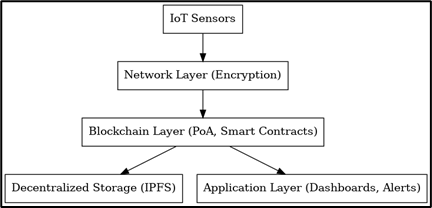 IoT Sensors
Network Layer (Encryption)
Blockchain Layer (PoA, Smart Contracts)
Decentralized Storage (IPFS)
Application Layer (Dashboards, Alerts)